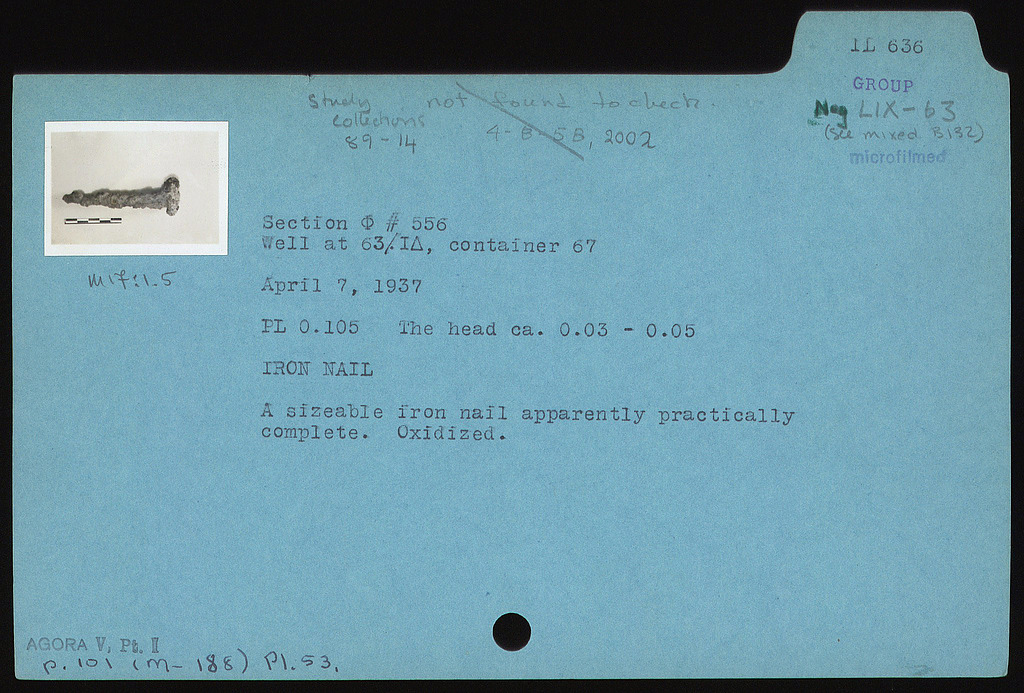 IL 636
GROUP
Neg LIX-63
(see mixed B182)
microfilmed
Study not found to check.
collections
89-14 4-8-5B, 2002
Section Φ # 556
Well at 63/ΙΔ, container 67
M17:1.5
April 7, 1937
PL 0.105 The head ca. 0.03 - 0.05
IRON NAIL
A sizeable iron nail apparently practically
complete. Oxidized.
AGORA V, Pt. II
p. 101 (M-188) Pl.53.